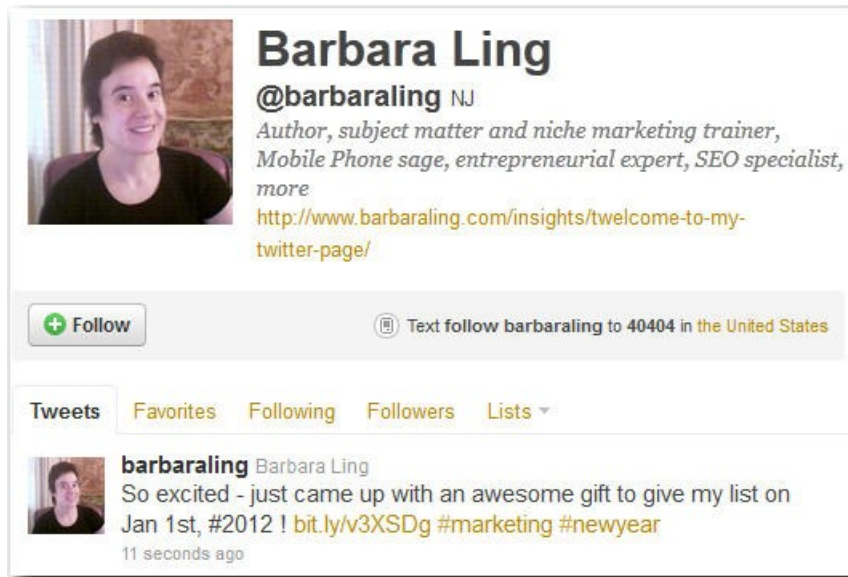 Barbara Ling
@barbaraling NJ
Author, subject matter and niche marketing trainer,
Mobile Phone sage, entrepreneurial expert, SEO specialist,
more
http://www.barbaraling.com/insights/twelcome-to-my-
twitter-page/
Follow Text follow barbaraling to 40404 in the United States
Tweets Favorites Following Followers Lists
barbaraling Barbara Ling
So excited - just came up with an awesome gift to give my list on
Jan 1st, #2012 ! bit.ly/v3XSDg #marketing #newyear
11 seconds ago